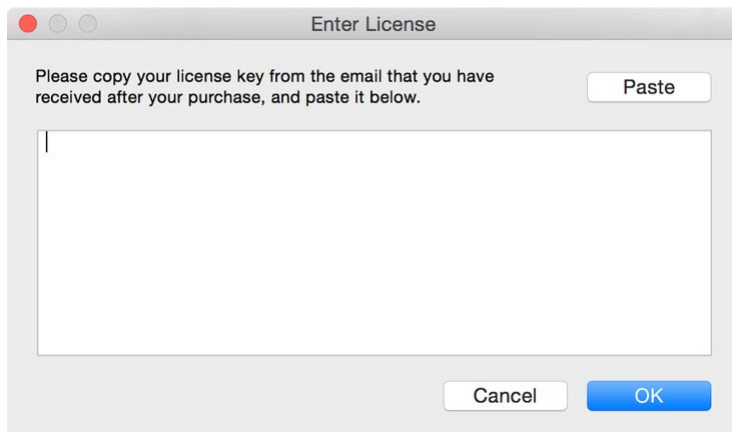 Enter License
Please copy your license key from the email that you have
received after your purchase, and paste it below.
Paste
Cancel
OK